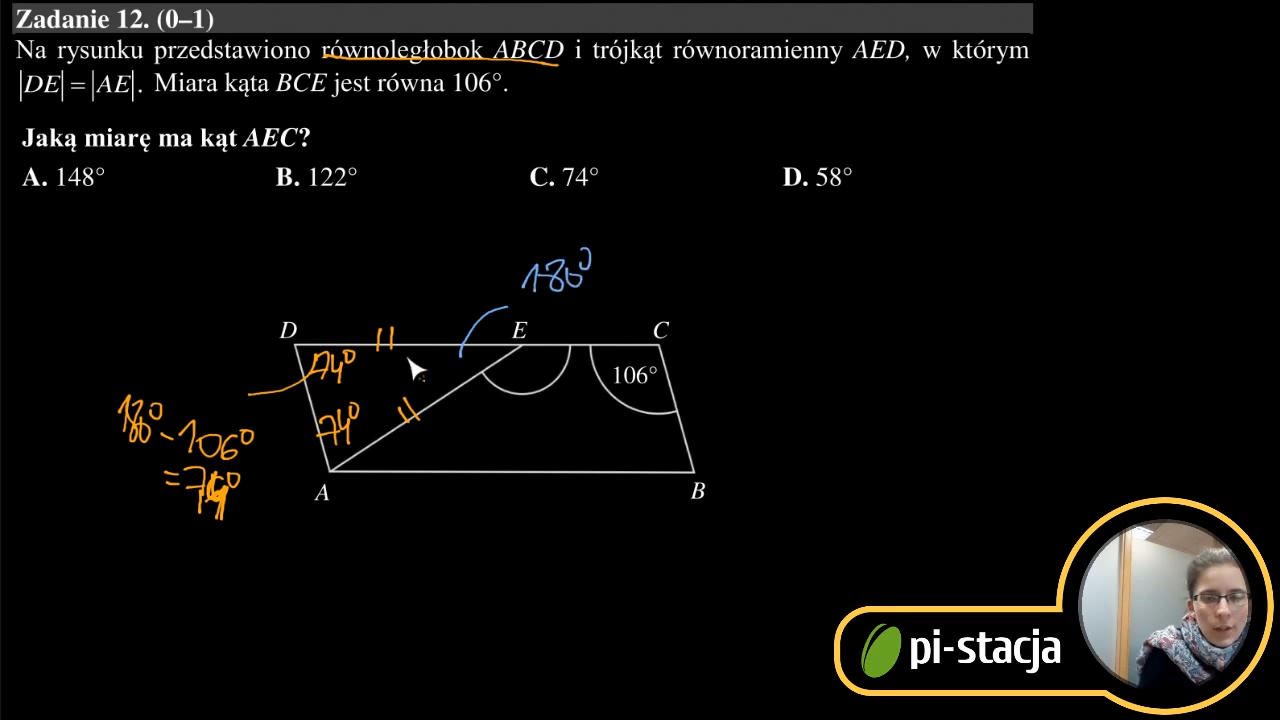 Zadanie 12. (0–1)
Na rysunku przedstawiono równoległobok ABCD i trójkąt równoramienny AED, w którym
|DE| = |AE|. Miara kąta BCE jest równa 106°.
Jaką miarę ma kąt AEC?
A. 148° B. 122° C. 74° D. 58°
180°
D E C
74°
106°
74°
180° - 106°
= 74°
A B
pi-stacja